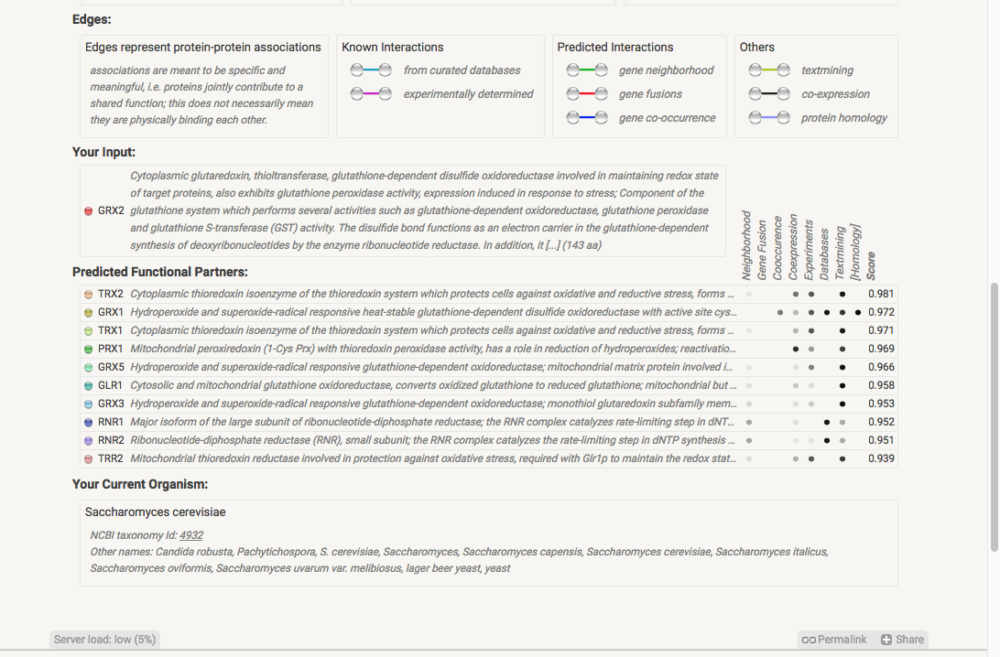 Edges:
Edges represent protein-protein associations
associations are meant to be specific and
meaningful, i.e. proteins jointly contribute to a
shared function; this does not necessarily mean
they are physically binding each other.
Known Interactions
from curated databases
experimentally determined
Predicted Interactions
gene neighborhood
gene fusions
gene co-occurrence
Others
textmining
co-expression
protein homology
Your Input:
GRX2
Cytoplasmic glutaredoxin, thioltransferase, glutathione-dependent disulfide oxidoreductase involved in maintaining redox state
of target proteins, also exhibits glutathione peroxidase activity, expression induced in response to stress; Component of the
glutathione system which performs several activities such as glutathione-dependent oxidoreductase, glutathione peroxidase
and glutathione S-transferase (GST) activity. The disulfide bond functions as an electron carrier in the glutathione-dependent
synthesis of deoxyribonucleotides by the enzyme ribonucleotide reductase. In addition, it [...] (143 aa)
Neighborhood
Gene Fusion
Cooccurence
Coexpression
Experiments
Databases
Textmining
[Homology]
Score
Predicted Functional Partners:
TRX2 Cytoplasmic thioredoxin isoenzyme of the thioredoxin system which protects cells against oxidative and reductive stress, forms ... 0.981
GRX1 Hydroperoxide and superoxide-radical responsive heat-stable glutathione-dependent disulfide oxidoreductase with active site cys... 0.972
TRX1 Cytoplasmic thioredoxin isoenzyme of the thioredoxin system which protects cells against oxidative and reductive stress, forms ... 0.971
PRX1 Mitochondrial peroxiredoxin (1-Cys Prx) with thioredoxin peroxidase activity, has a role in reduction of hydroperoxides; reactivatio... 0.969
GRX5 Hydroperoxide and superoxide-radical responsive glutathione-dependent oxidoreductase; mitochondrial matrix protein involved i... 0.966
GLR1 Cytosolic and mitochondrial glutathione oxidoreductase, converts oxidized glutathione to reduced glutathione; mitochondrial but ... 0.958
GRX3 Hydroperoxide and superoxide-radical responsive glutathione-dependent oxidoreductase; monothiol glutaredoxin subfamily mem... 0.953
RNR1 Major isoform of the large subunit of ribonucleotide-diphosphate reductase; the RNR complex catalyzes rate-limiting step in dNT... 0.952
RNR2 Ribonucleotide-diphosphate reductase (RNR), small subunit; the RNR complex catalyzes the rate-limiting step in dNTP synthesis ... 0.951
TRR2 Mitochondrial thioredoxin reductase involved in protection against oxidative stress, required with Glr1p to maintain the redox stat... 0.939
Your Current Organism:
Saccharomyces cerevisiae
NCBI taxonomy Id: 4932
Other names: Candida robusta, Pachytichospora, S. cerevisiae, Saccharomyces, Saccharomyces capensis, Saccharomyces cerevisiae, Saccharomyces italicus,
Saccharomyces oviformis, Saccharomyces uvarum var. melibiosus, lager beer yeast, yeast
Server load: low (5%)
Permalink
Share